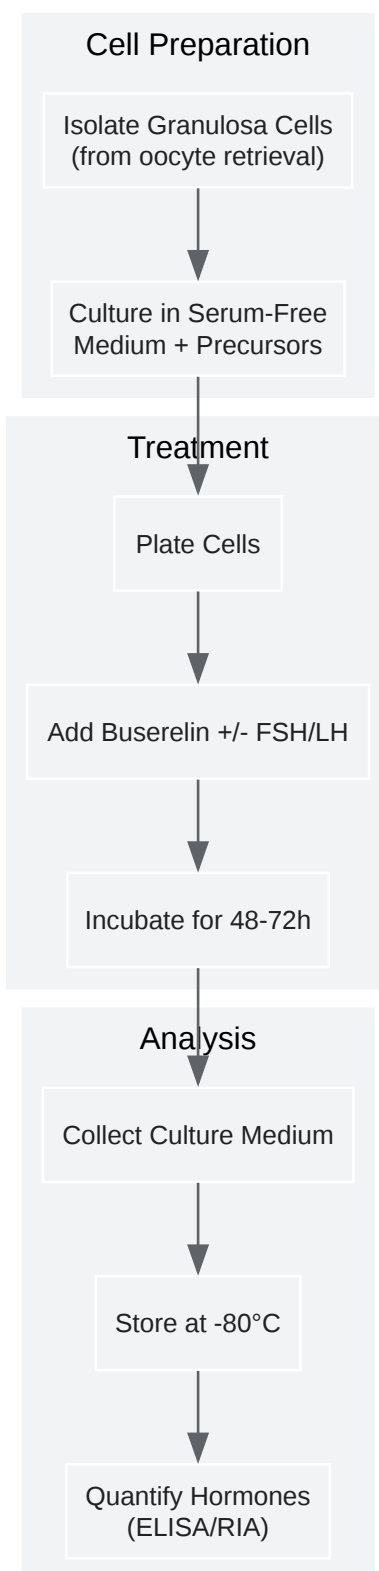 Cell Preparation
Isolate Granulosa Cells
(from oocyte retrieval)
Culture in Serum-Free
Medium + Precursors
Treatment
Plate Cells
Add Buserelin +/- FSH/LH
Incubate for 48-72h
Analysis
Collect Culture Medium
Store at -80°C
Quantify Hormones
(ELISA/RIA)